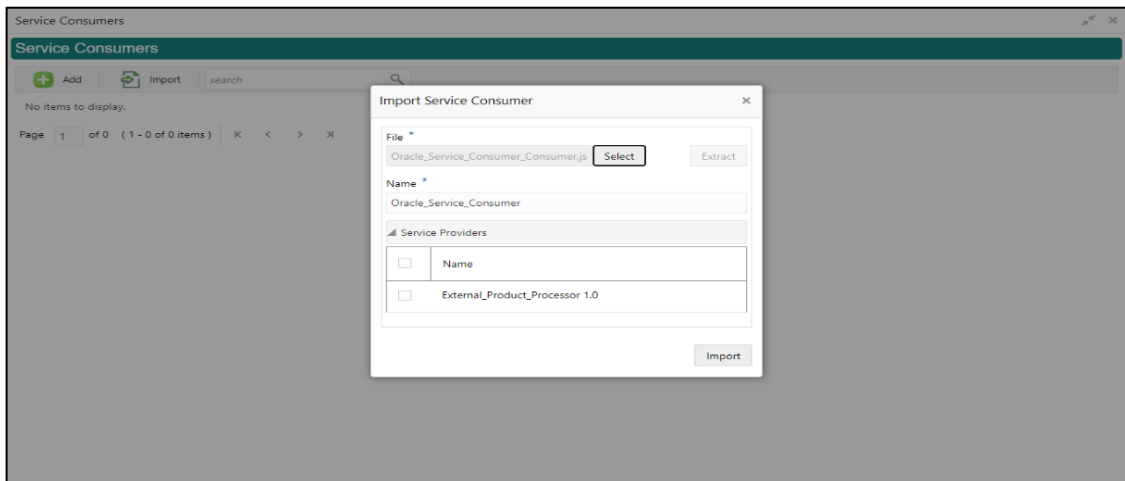 Service Consumers
Service Consumers
Add Import search
No items to display.
Page 1 of 0 (1 - 0 of 0 items) K < > >|
Import Service Consumer
File *
Oracle_Service_Consumer_Consumer.js Select Extract
Name *
Oracle_Service_Consumer
Service Providers
Name
External_Product_Processor 1.0
Import